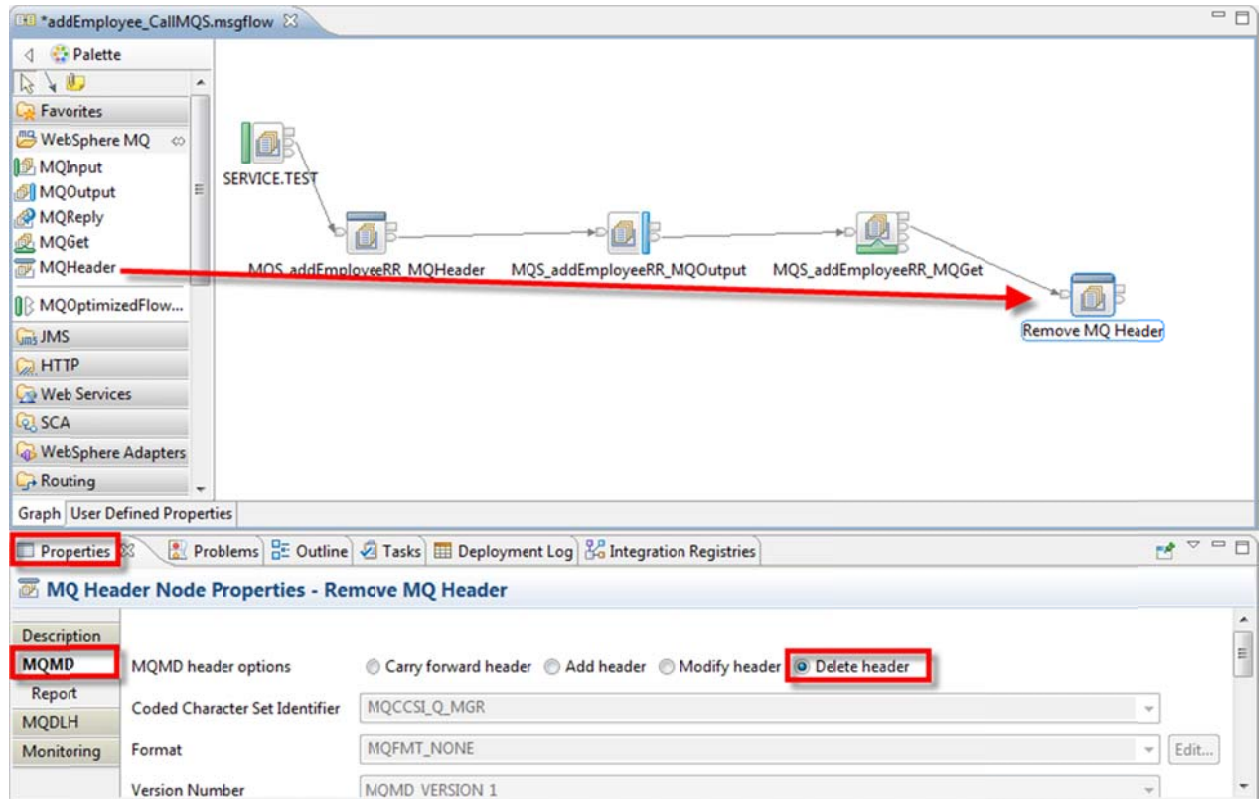 *addEmployee_CallMQS.msgflow
Palette
Favorites
WebSphere MQ
MQInput
MQOutput
MQReply
MQGet
MQHeader
MQOptimizedFlow...
JMS
HTTP
Web Services
SCA
WebSphere Adapters
Routing
SERVICE.TEST
MQS_addEmployeeRR_MQHeader
MQS_addEmployeeRR_MQOutput
MQS_addEmployeeRR_MQGet
Remove MQ Header
Graph User Defined Properties
Properties Problems Outline Tasks Deployment Log Integration Registries
MQ Header Node Properties - Remove MQ Header
Description
MQMD
Report
MQDLH
Monitoring
MQMD header options Carry forward header Add header Modify header Delete header
Coded Character Set Identifier MQCCSI_Q_MGR
Format MQFMT_NONE Edit...
Version Number MQMD_VERSION_1